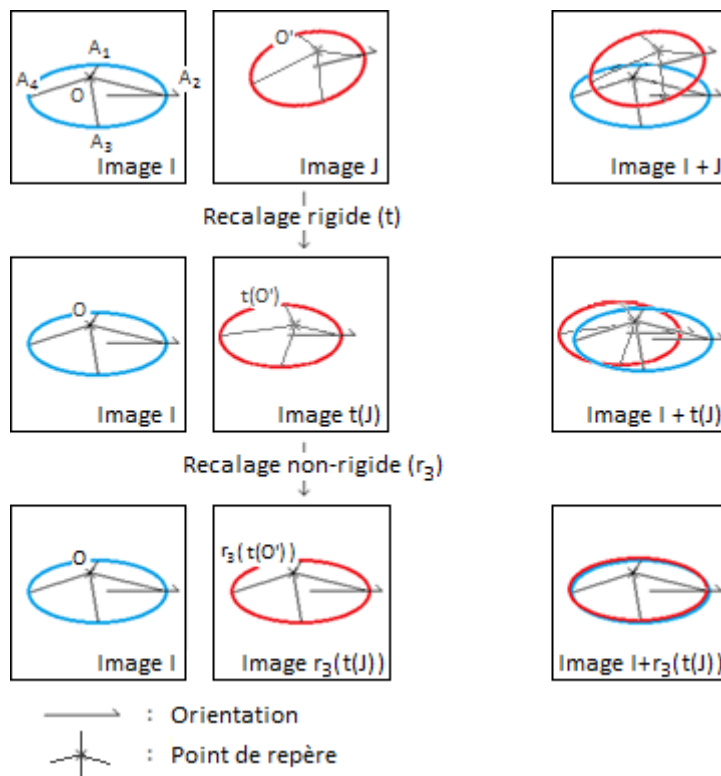 A₁
A₄
A₂
O
A₃
Image I
O'
Image J
Image I + J
Recalage rigide (t)
O
Image I
t(O')
Image t(J)
Image I + t(J)
Recalage non-rigide (r₃)
O
Image I
r₃( t(O') )
Image r₃(t(J))
Image I+r₃(t(J))
: Orientation
: Point de repère